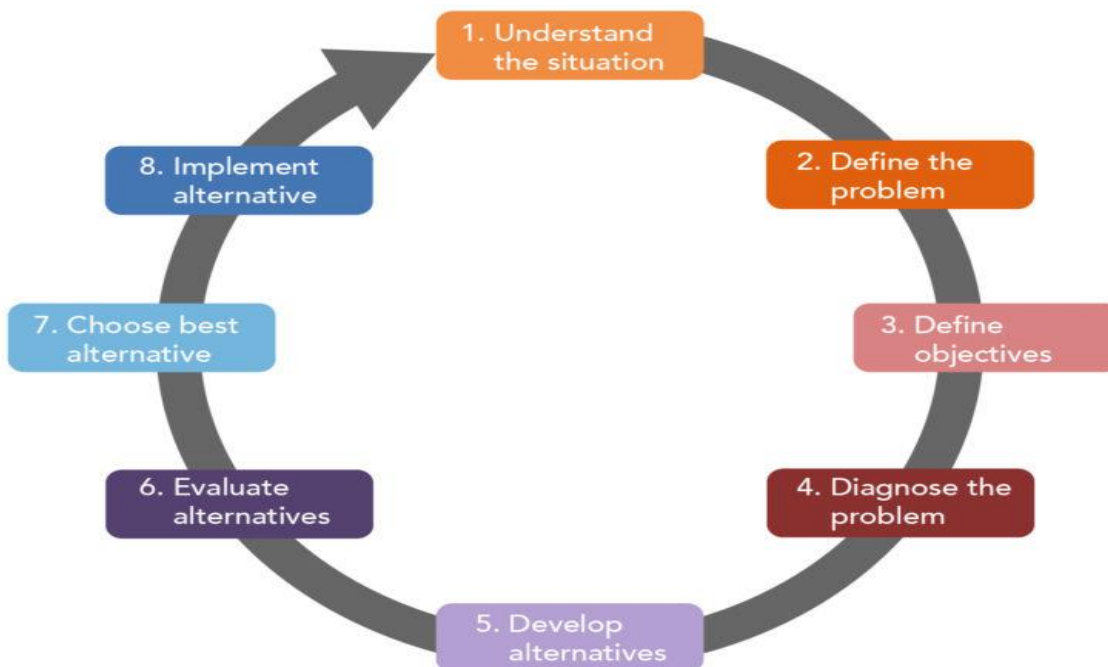 1. Understand
the situation
2. Define the
problem
3. Define
objectives
4. Diagnose the
problem
5. Develop
alternatives
6. Evaluate
alternatives
7. Choose best
alternative
8. Implement
alternative